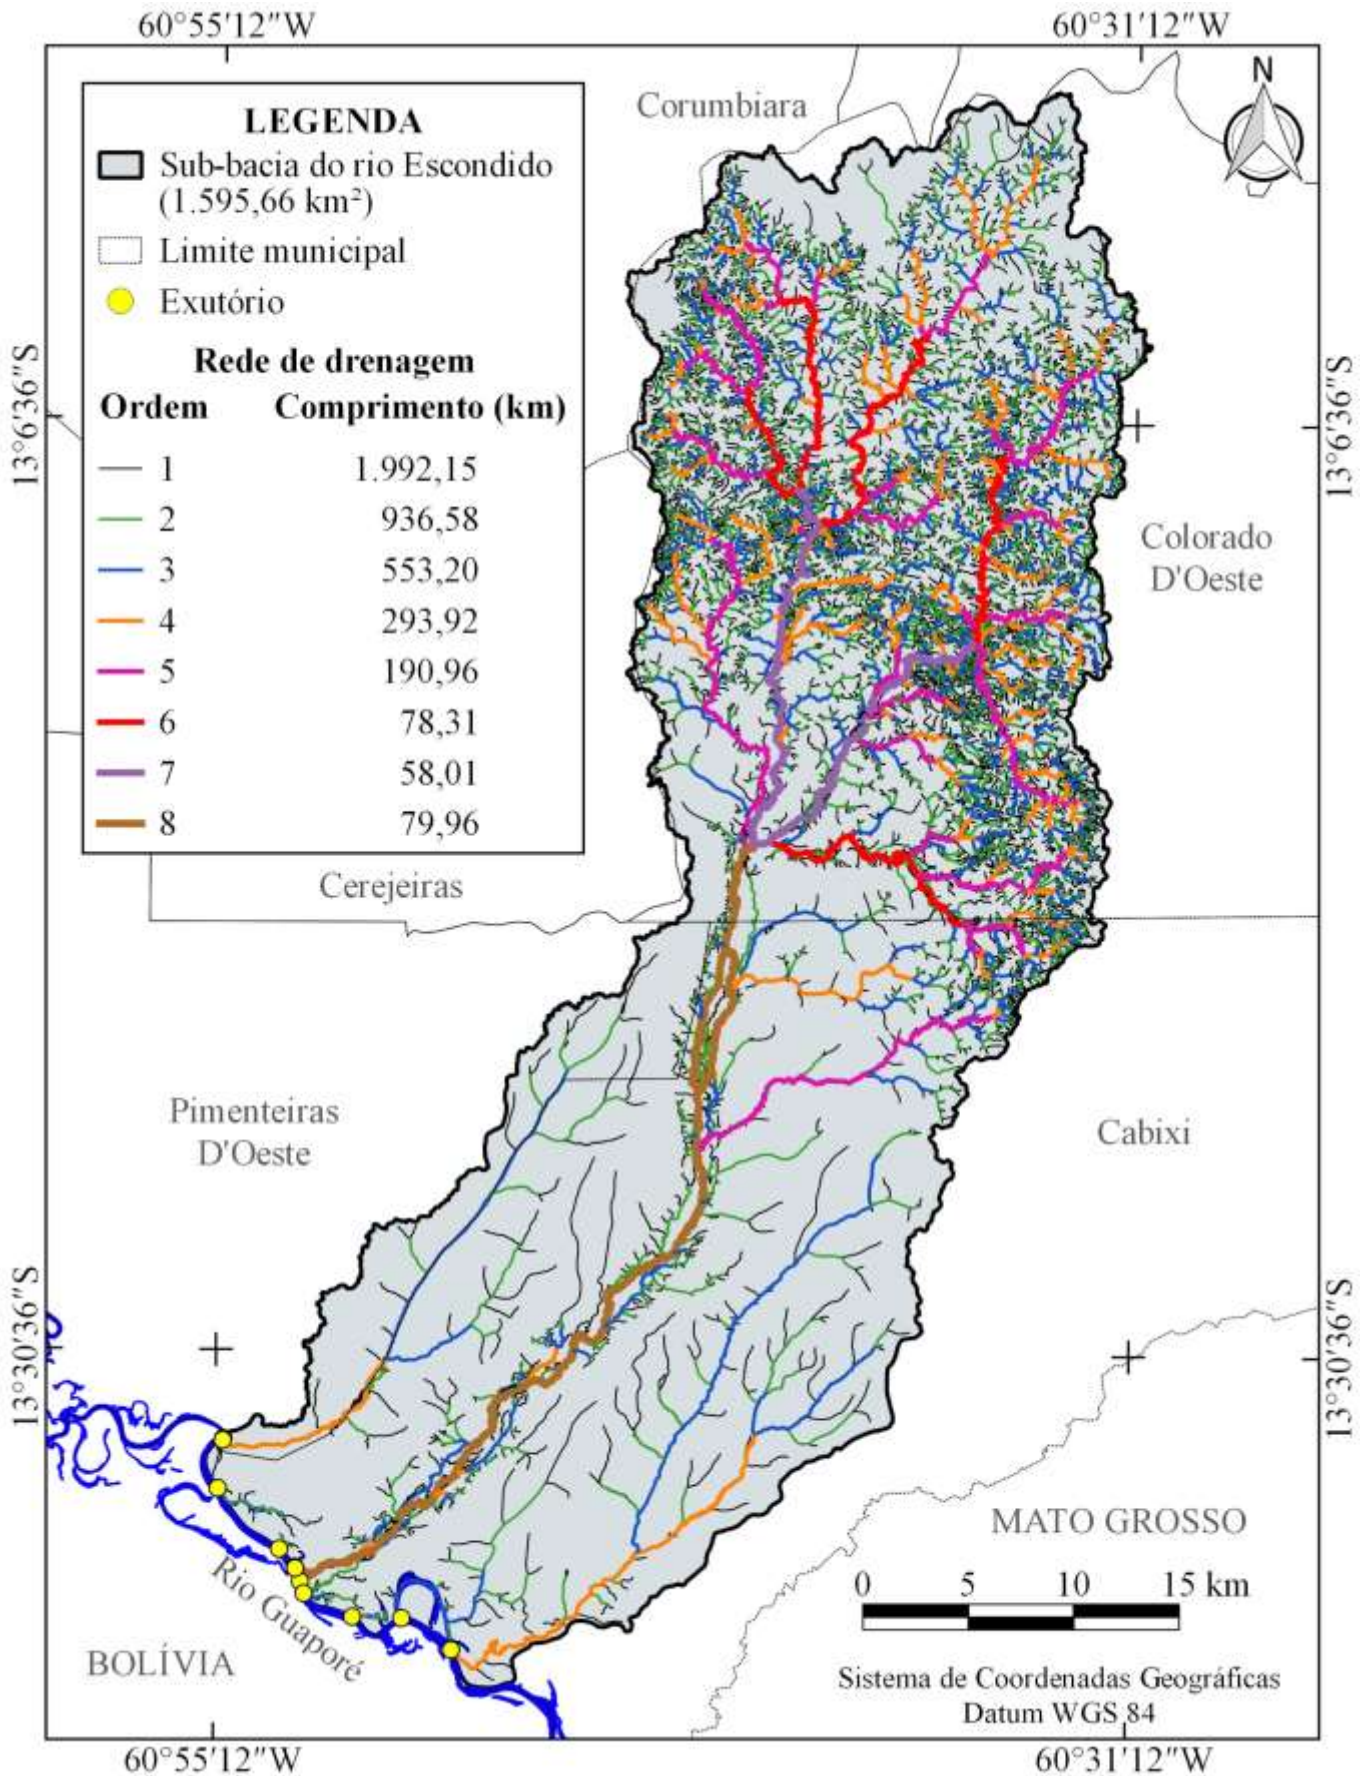 60°55'12"W
60°31'12"W
Corumbiara
N
LEGENDA
Sub-bacia do rio Escondido
(1.595,66 km²)
Limite municipal
Exutório
Rede de drenagem
Ordem Comprimento (km)
1 1.992,15
2 936,58
3 553,20
4 293,92
5 190,96
6 78,31
7 58,01
8 79,96
13°6'36"S
13°6'36"S
Colorado
D'Oeste
Cerejeiras
Pimenteiras
D'Oeste
Cabixi
13°30'36"S
13°30'36"S
MATO GROSSO
Rio Guaporé
BOLÍVIA
0 5 10 15 km
Sistema de Coordenadas Geográficas
Datum WGS 84
60°55'12"W
60°31'12"W